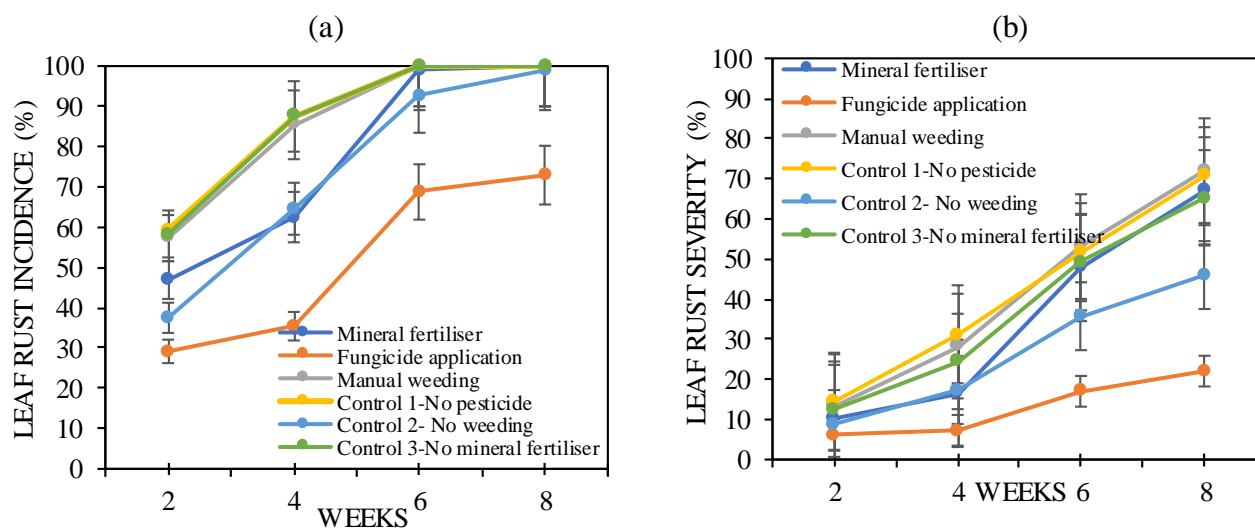 (a)
LEAF RUST INCIDENCE (%)
100
90
80
70
60
50
40
30
20
10
0
Mineral fertiliser
Fungicide application
Manual weeding
Control 1-No pesticide
Control 2- No weeding
Control 3-No mineral fertiliser
2
4
6
8
WEEKS
(b)
LEAF RUST SEVERITY (%)
100
90
80
70
60
50
40
30
20
10
0
Mineral fertiliser
Fungicide application
Manual weeding
Control 1-No pesticide
Control 2- No weeding
Control 3-No mineral fertiliser
2
4
6
8
WEEKS